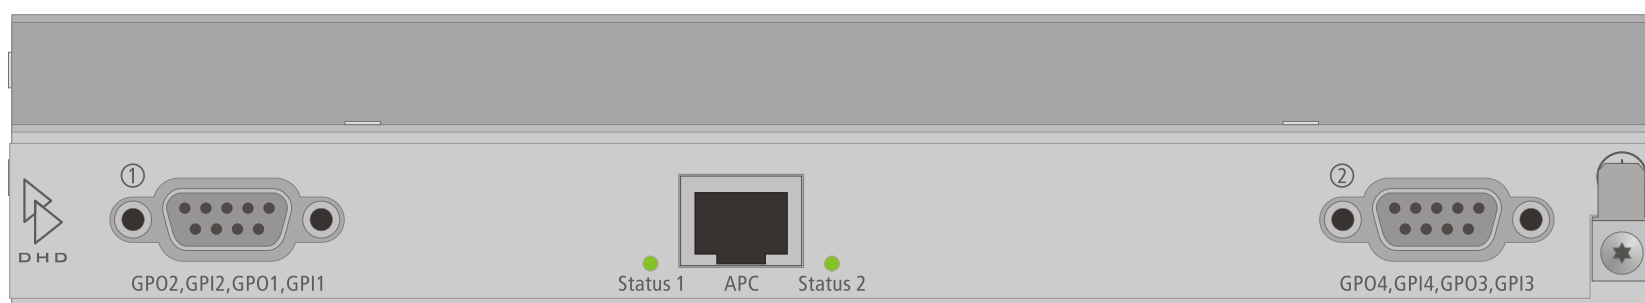 ①
②
DHD
GPO2,GPI2,GPO1,GPI1
Status 1
APC
Status 2
GPO4,GPI4,GPO3,GPI3